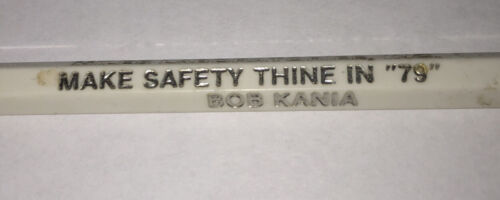 MAKE SAFETY THINE IN "79"
BOB KANIA